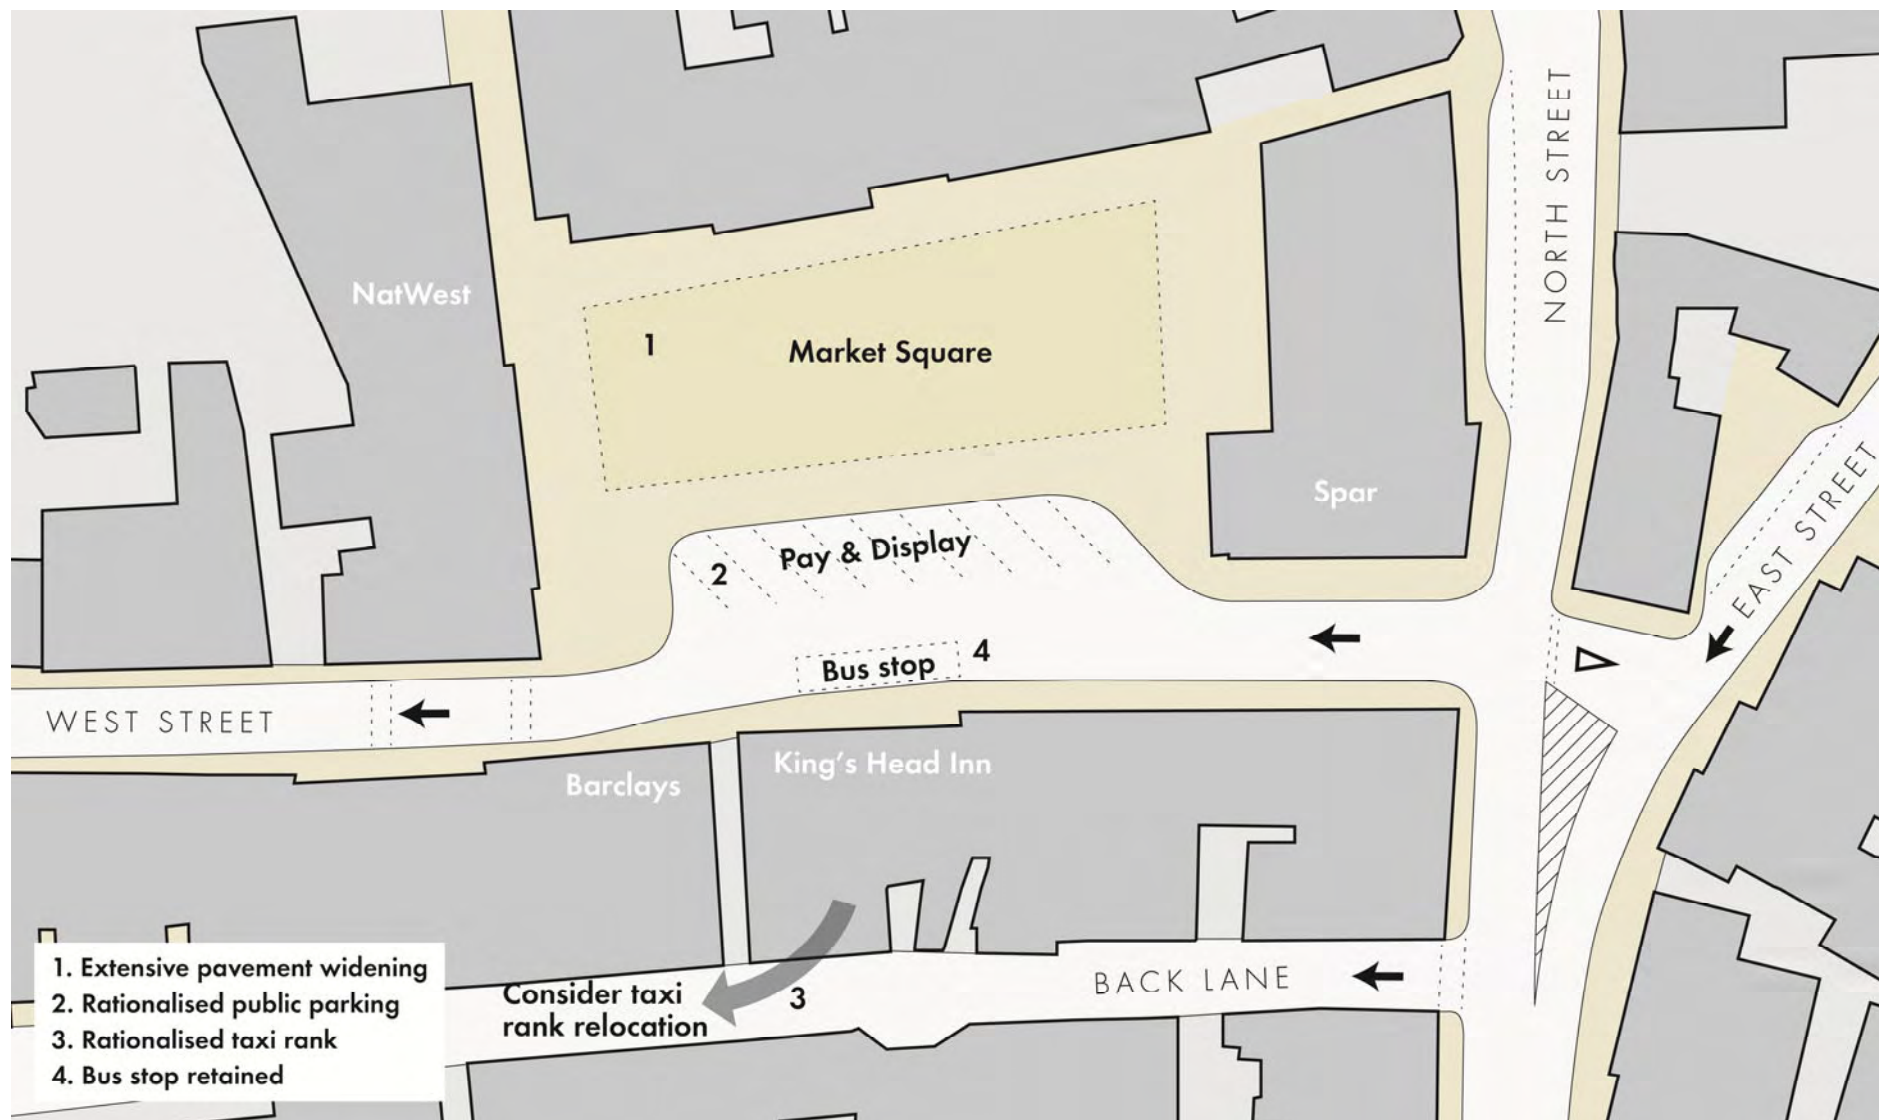 NORTH STREET
NatWest
1
Market Square
Spar
EAST STREET
Pay & Display
2
4
Bus stop
WEST STREET
King's Head Inn
Barclays
BACK LANE
Consider taxi
rank relocation
3
1. Extensive pavement widening
2. Rationalised public parking
3. Rationalised taxi rank
4. Bus stop retained